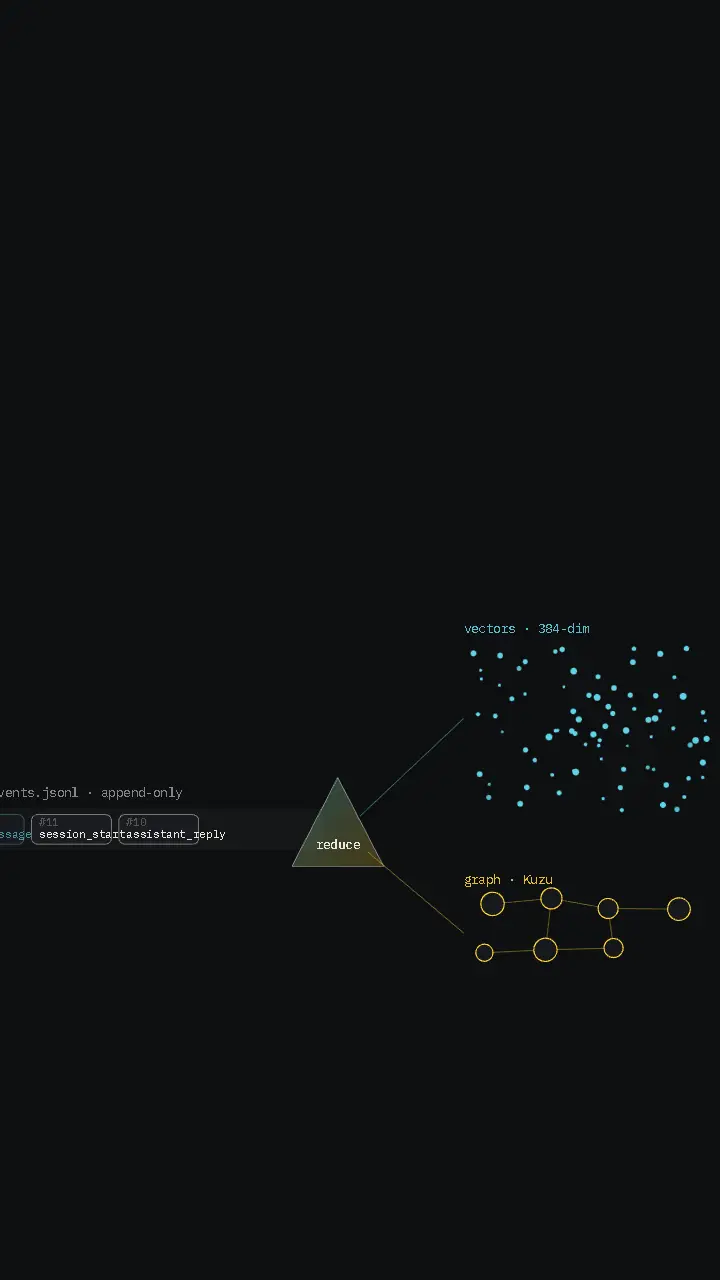 vectors · 384-dim
vents.jsonl · append-only
#11 #10
ssage session_start assistant_reply
reduce
graph · Kuzu